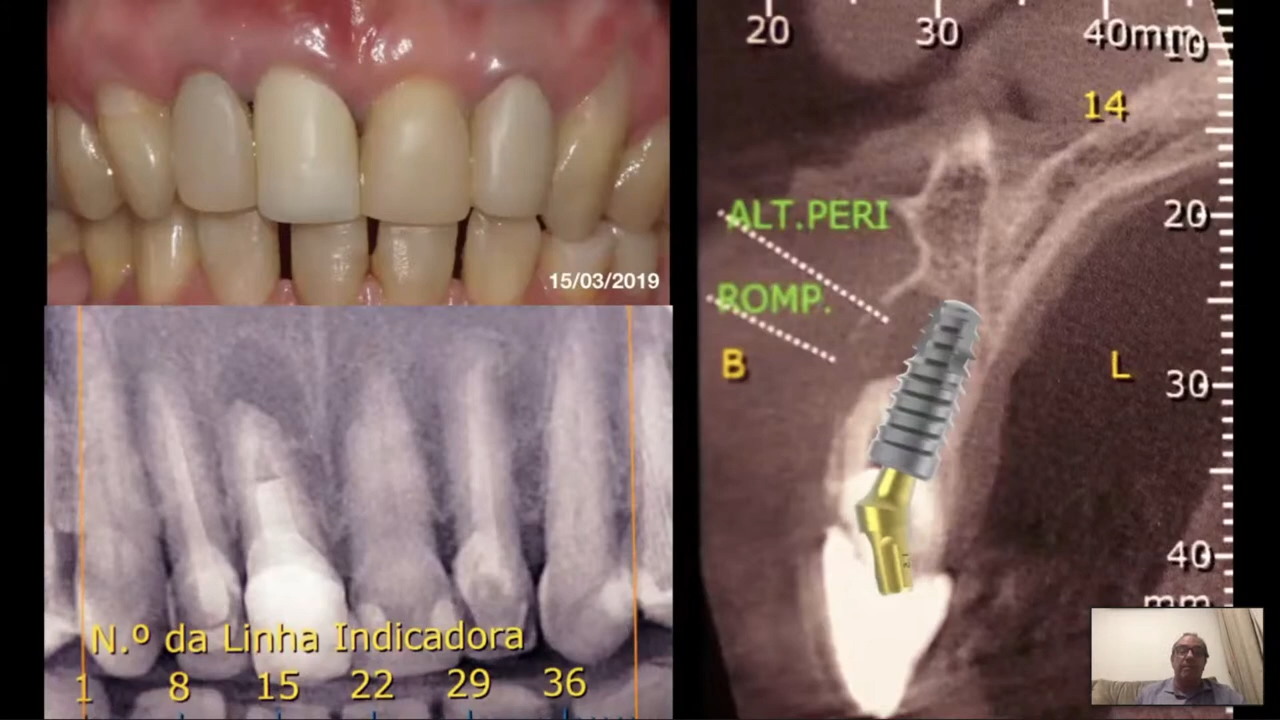 15/03/2019
N.º da Linha Indicadora
1 8 15 22 29 36
20 30 40mm
10
14
ALT.PERI
20
ROMP.
B L
30
40
mm